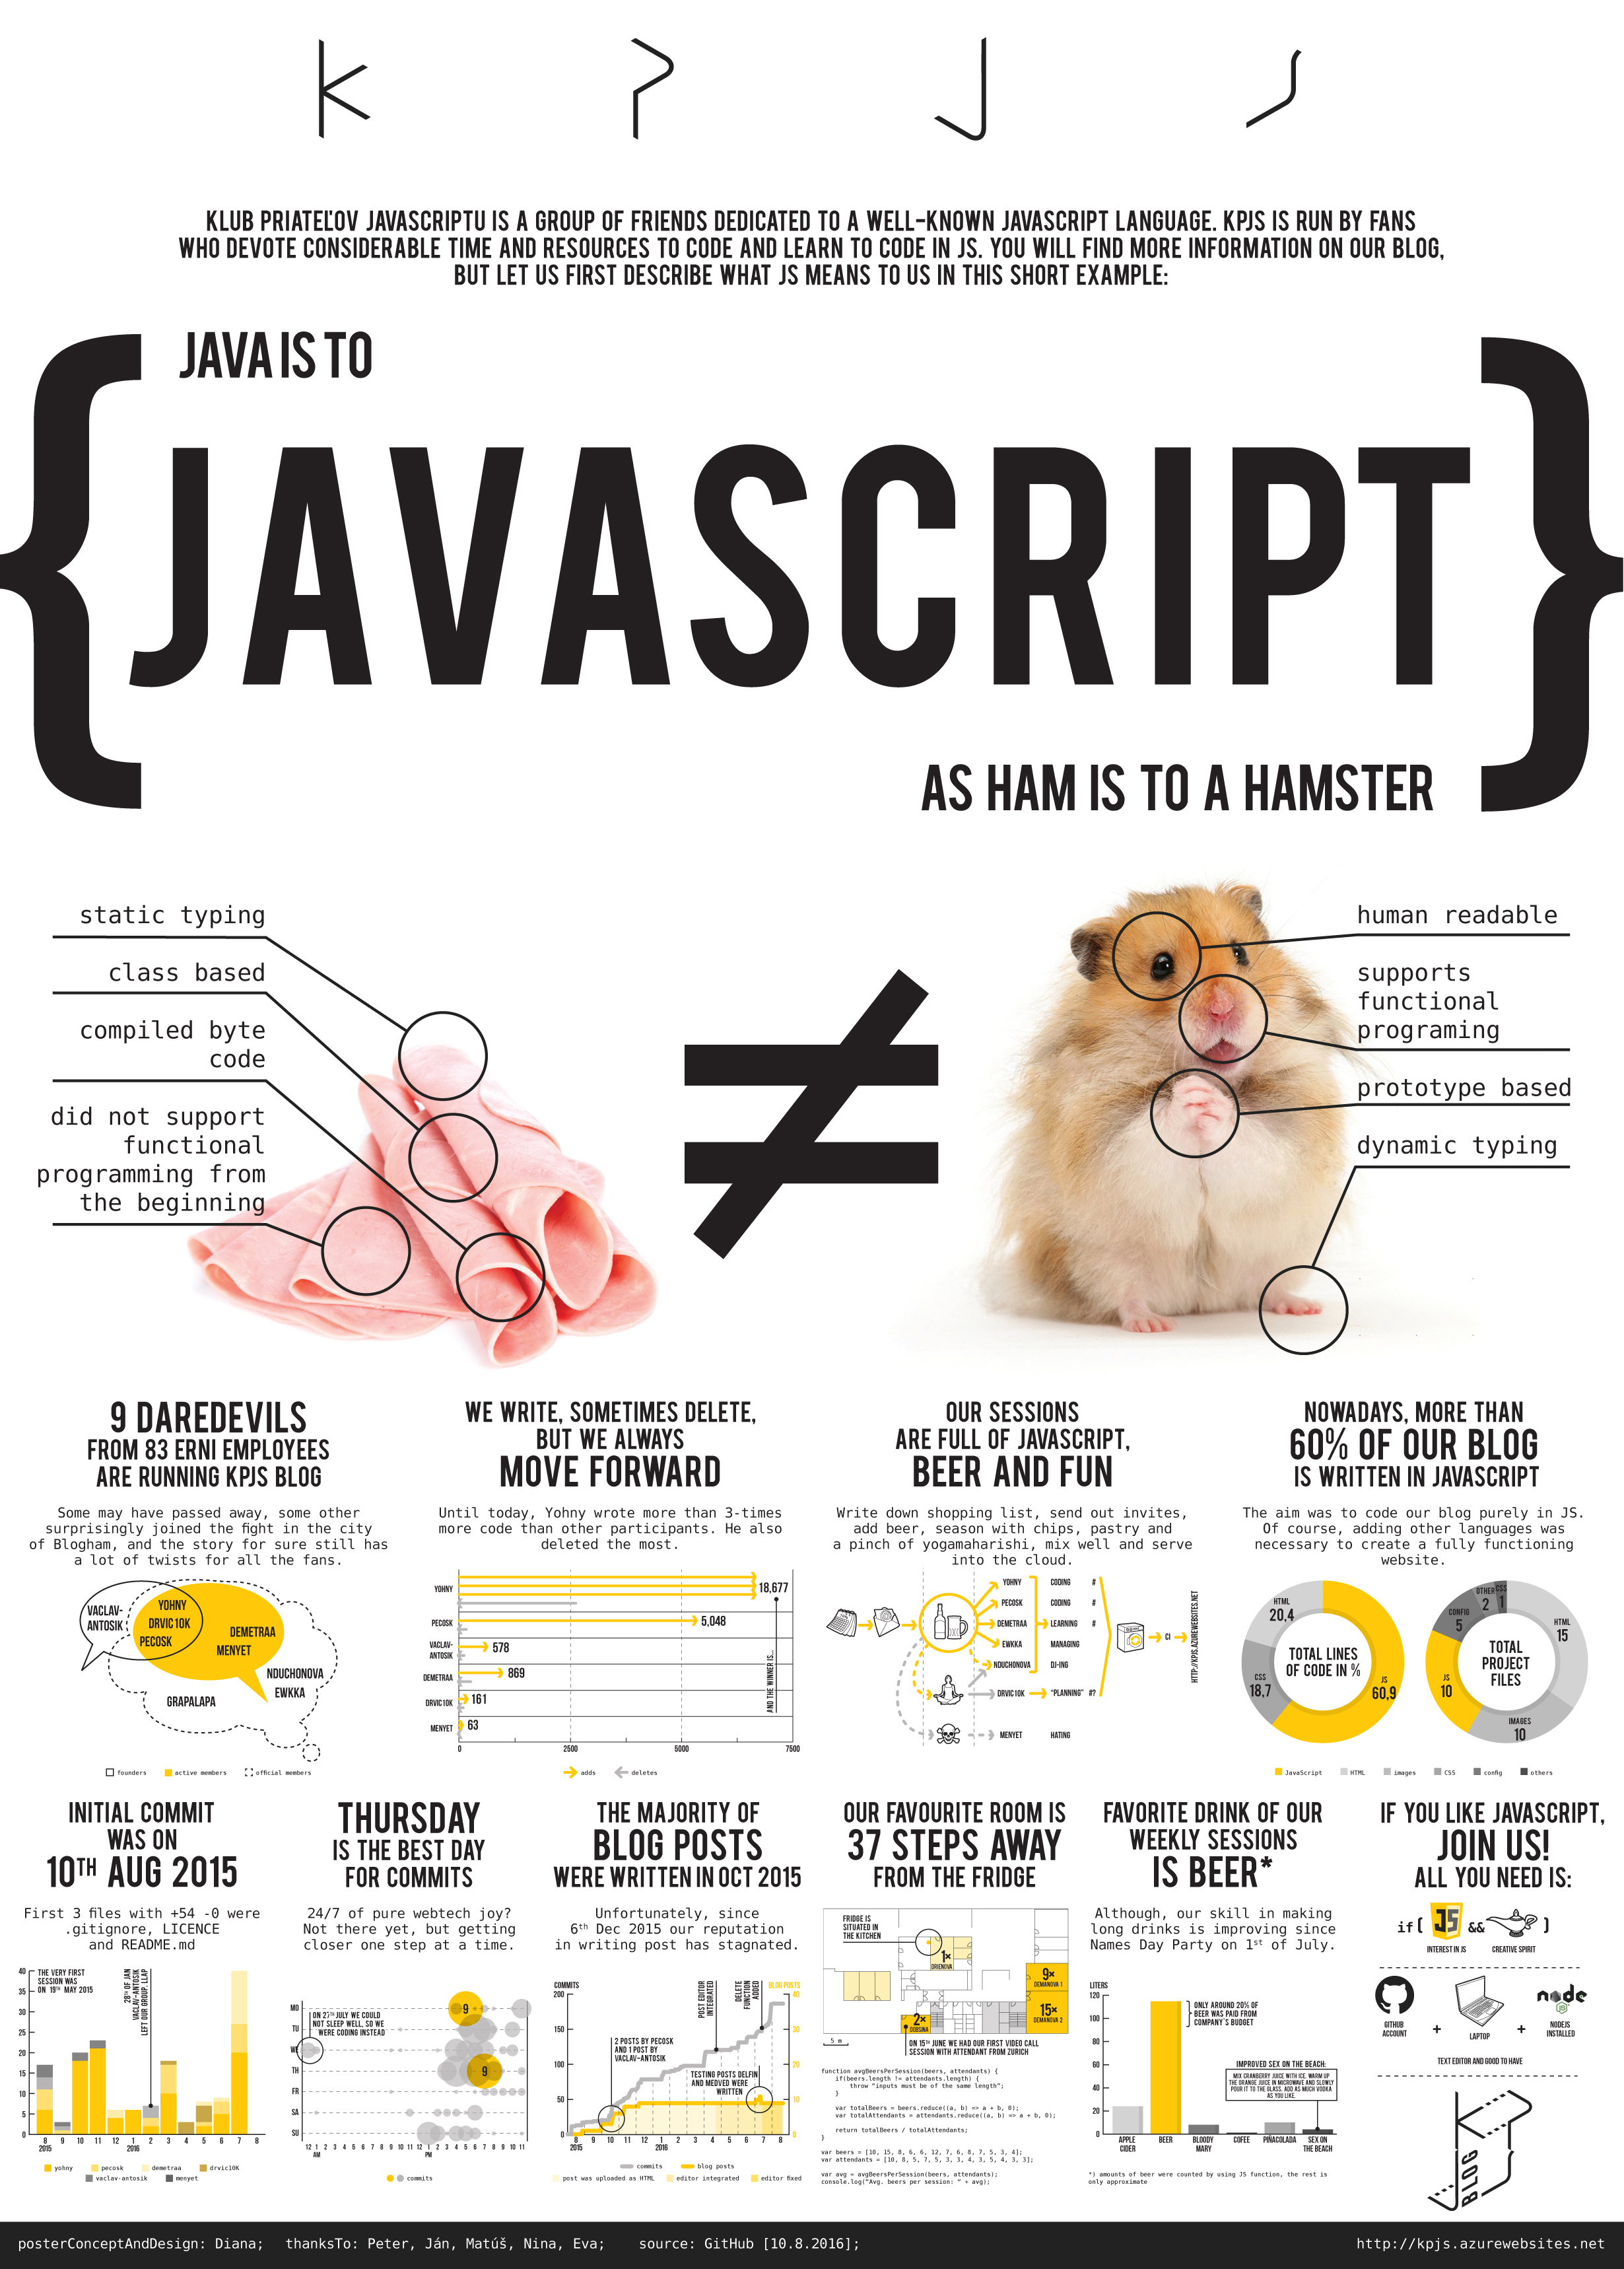 KPJS
KLUB PRIATEĽOV JAVASCRIPTU IS A GROUP OF FRIENDS DEDICATED TO A WELL-KNOWN JAVASCRIPT LANGUAGE. KPJS IS RUN BY FANS
WHO DEVOTE CONSIDERABLE TIME AND RESOURCES TO CODE AND LEARN TO CODE IN JS. YOU WILL FIND MORE INFORMATION ON OUR BLOG,
BUT LET US FIRST DESCRIBE WHAT JS MEANS TO US IN THIS SHORT EXAMPLE:
{
JAVA IS TO
JAVASCRIPT
AS HAM IS TO A HAMSTER
}
static typing
class based
compiled byte
code
did not support
functional
programming from
the beginning
≠
human readable
supports
functional
programing
prototype based
dynamic typing
9 DAREDEVILS
FROM 83 ERNI EMPLOYEES
ARE RUNNING KPJS BLOG
Some may have passed away, some other
surprisingly joined the fight in the city
of Blogham, and the story for sure still has
a lot of twists for all the fans.
VACLAV-
ANTOSIK
YOHNY
DRVIC10K
PECOSK
DEMETRAA
MENYET
NDUCHONOVA
EWKKA
GRAPALAPA
founders
active members
official members
WE WRITE, SOMETIMES DELETE,
BUT WE ALWAYS
MOVE FORWARD
Until today, Yohny wrote more than 3-times
more code than other participants. He also
deleted the most.
YOHNY
18,677
PECOSK
5,048
VACLAV-
ANTOSIK
578
DEMETRAA
869
DRVIC10K
161
MENYET
63
AND THE WINNER IS...
0 2500 5000 7500
adds
deletes
OUR SESSIONS
ARE FULL OF JAVASCRIPT,
BEER AND FUN
Write down shopping list, send out invites,
add beer, season with chips, pastry and
a pinch of yogamaharishi, mix well and serve
into the cloud.
YOHNY CODING #
PECOSK CODING #
DEMETRAA LEARNING #
EWKKA MANAGING
NDUCHONOVA DJ-ING
DRVIC10K "PLANNING" #?
MENYET HATING
CI
HTTP://KPJS.AZUREWEBSITES.NET
NOWADAYS, MORE THAN
60% OF OUR BLOG
IS WRITTEN IN JAVASCRIPT
The aim was to code our blog purely in JS.
Of course, adding other languages was
necessary to create a fully functioning
website.
TOTAL LINES
OF CODE IN %
HTML
20,4
CSS
18,7
JS
60,9
TOTAL
PROJECT
FILES
OTHER
2
CSS
1
CONFIG
5
HTML
15
JS
10
IMAGES
10
JavaScript
HTML
images
CSS
config
others
INITIAL COMMIT
WAS ON
10TH AUG 2015
First 3 files with +54 -0 were
.gitignore, LICENCE
and README.md
THE VERY FIRST
SESSION WAS
ON 19TH MAY 2015
28TH OF JAN
VACLAV-ANTOSIK
LEFT OUR GROUP, LLAP
40
35
30
25
20
15
10
5
0
8 9 10 11 12 1 2 3 4 5 6 7 8
2015 2016
yohny
pecosk
demetraa
drvic10K
vaclav-antosik
menyet
THURSDAY
IS THE BEST DAY
FOR COMMITS
24/7 of pure webtech joy?
Not there yet, but getting
closer one step at a time.
MO
TU
WE
TH
FR
SA
SU
9
9
ON 27TH JULY WE COULD
NOT SLEEP WELL, SO WE
WERE CODING INSTEAD
12 1 2 3 4 5 6 7 8 9 10 11 12 1 2 3 4 5 6 7 8 9 10 11
AM PM
commits
THE MAJORITY OF
BLOG POSTS
WERE WRITTEN IN OCT 2015
Unfortunately, since
6th Dec 2015 our reputation
in writing post has stagnated.
COMMITS
BLOG POSTS
200
150
100
50
0
40
30
20
10
0
POST EDITOR
INTEGRATED
DELETE
FUNCTION
ADDED
2 POSTS BY PECOSK
AND 1 POST BY
VACLAV-ANTOSIK
TESTING POSTS DELFIN
AND MEDVED WERE
WRITTEN
8 9 10 11 12 1 2 3 4 5 6 7 8
2015 2016
commits
blog posts
post was uploaded as HTML
editor integrated
editor fixed
OUR FAVOURITE ROOM IS
37 STEPS AWAY
FROM THE FRIDGE
FRIDGE IS
SITUATED IN
THE KITCHEN
1×
DRIENOVA
9×
DEMANOVA 1
15×
DEMANOVA 2
2×
DOBSINA
5 m
ON 15TH JUNE WE HAD OUR FIRST VIDEO CALL
SESSION WITH ATTENDANT FROM ZURICH
function avgBeersPerSession(beers, attendants) {
if(beers.length != attendants.length) {
throw "inputs must be of the same length";
}
var totalBeers = beers.reduce((a, b) => a + b, 0);
var totalAttendants = attendants.reduce((a, b) => a + b, 0);
return totalBeers / totalAttendants;
}
var beers = [10, 15, 8, 6, 6, 12, 7, 6, 8, 7, 5, 3, 4];
var attendants = [10, 8, 5, 7, 5, 3, 3, 4, 3, 5, 4, 3, 3];
var avg = avgBeersPerSession(beers, attendants);
console.log("Avg. beers per session: " + avg);
FAVORITE DRINK OF OUR
WEEKLY SESSIONS
IS BEER*
Although, our skill in making
long drinks is improving since
Names Day Party on 1st of July.
LITERS
120
100
80
60
40
20
0
ONLY AROUND 20% OF
BEER WAS PAID FROM
COMPANY'S BUDGET
IMPROVED SEX ON THE BEACH:
MIX CRANBERRY JUICE WITH ICE, WARM UP
THE ORANGE JUICE IN MICROWAVE AND SLOWLY
POUR IT TO THE GLASS. ADD AS MUCH VODKA
AS YOU LIKE.
APPLE
CIDER
BEER
BLOODY
MARY
COFEE
PIÑACOLADA
SEX ON
THE BEACH
*) amounts of beer were counted by using JS function, the rest is
only approximate
IF YOU LIKE JAVASCRIPT,
JOIN US!
ALL YOU NEED IS:
if( JS && )
INTEREST IN JS
CREATIVE SPIRIT
GITHUB
ACCOUNT
+
LAPTOP
+
node
JS
NODEJS
INSTALLED
TEXT EDITOR AND GOOD TO HAVE
KPJS
BLOG
posterConceptAndDesign: Diana; thanksTo: Peter, Ján, Matúš, Nina, Eva; source: GitHub [10.8.2016];
http://kpjs.azurewebsites.net